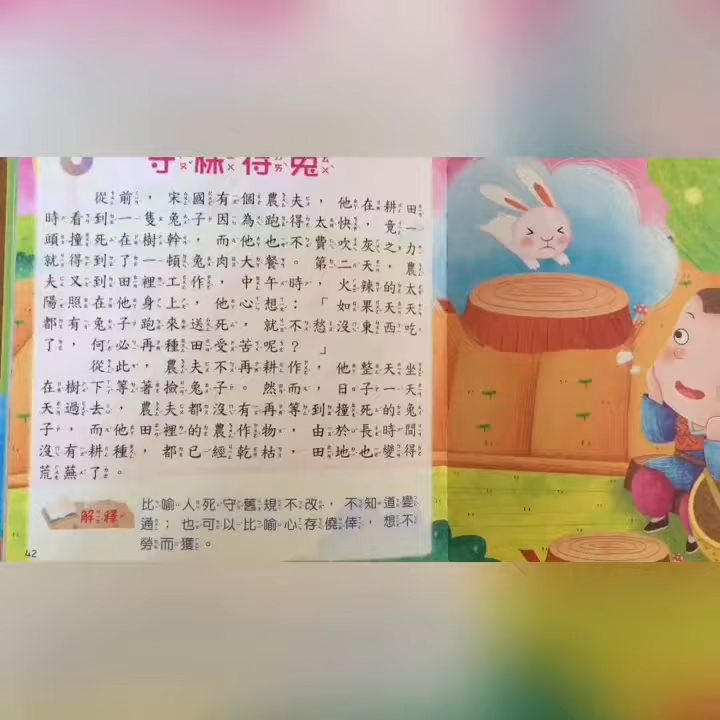 守株待兔
從前，宋國有個農夫，他在耕田
時看到一隻兔子因為跑得太快，竟一
頭撞死在樹幹，而他也不費吹灰之力
就得到了一頓兔肉大餐。第二天，農
夫又到田裡工作，中午時，火辣的太
陽照在他身上，他心想：「如果天天
都有兔子跑來送死，就不愁沒東西吃
了，何必再種田受苦呢？」
從此，農夫不再耕作，他整天坐
在樹下等著撿兔子。然而，日子一天
天過去，農夫都沒有再等到撞死的兔
子，而他田裡的農作物，由於長時間
沒有耕種，都已經乾枯，田地也變得
荒蕪了。
解釋
比喻人死守舊規不改，不知道變
通；也可以比喻心存僥倖，想不
勞而獲。
42